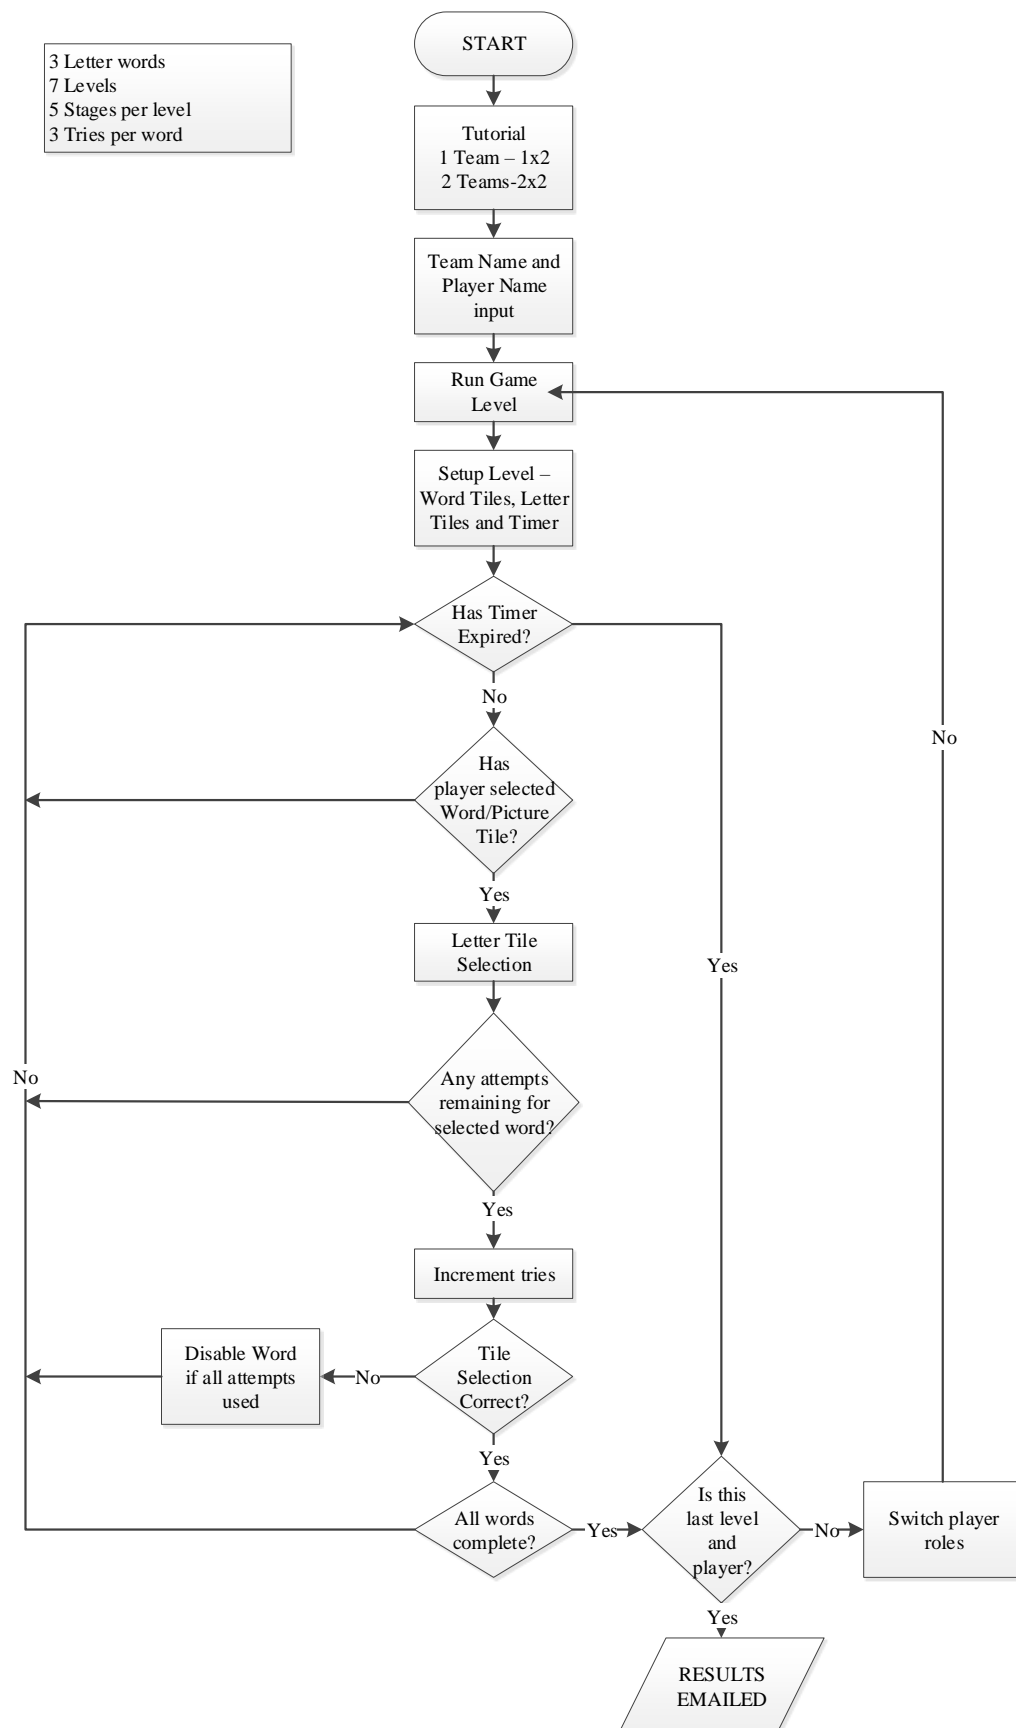 START
3 Letter words
7 Levels
5 Stages per level
3 Tries per word
Tutorial
1 Team – 1x2
2 Teams-2x2
Team Name and
Player Name
input
Run Game
Level
Setup Level –
Word Tiles, Letter
Tiles and Timer
Has Timer
Expired?
No
Has
player selected
Word/Picture
Tile?
No
Yes
Letter Tile
Selection
Yes
Any attempts
remaining for
selected word?
No
Yes
Increment tries
Tile
Selection
Correct?
No
Disable Word
if all attempts
used
Yes
All words
complete?
Yes
Is this
last level
and
player?
No
Switch player
roles
Yes
RESULTS
EMAILED